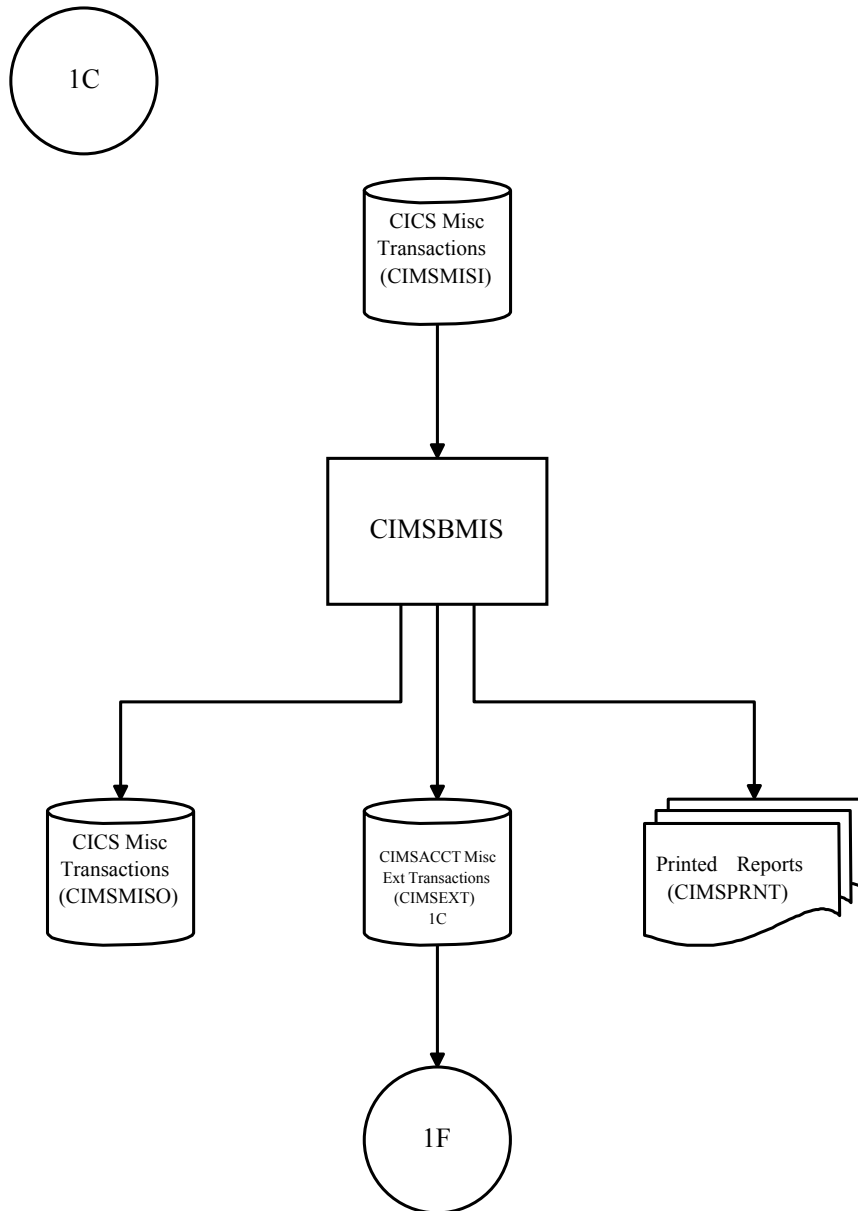 1C
CICS Misc
Transactions
(CIMSMISI)
CIMSBMIS
CICS Misc
Transactions
(CIMSMISO)
CIMSACCT Misc
Ext Transactions
(CIMSEXT)
1C
Printed Reports
(CIMSPRNT)
1F